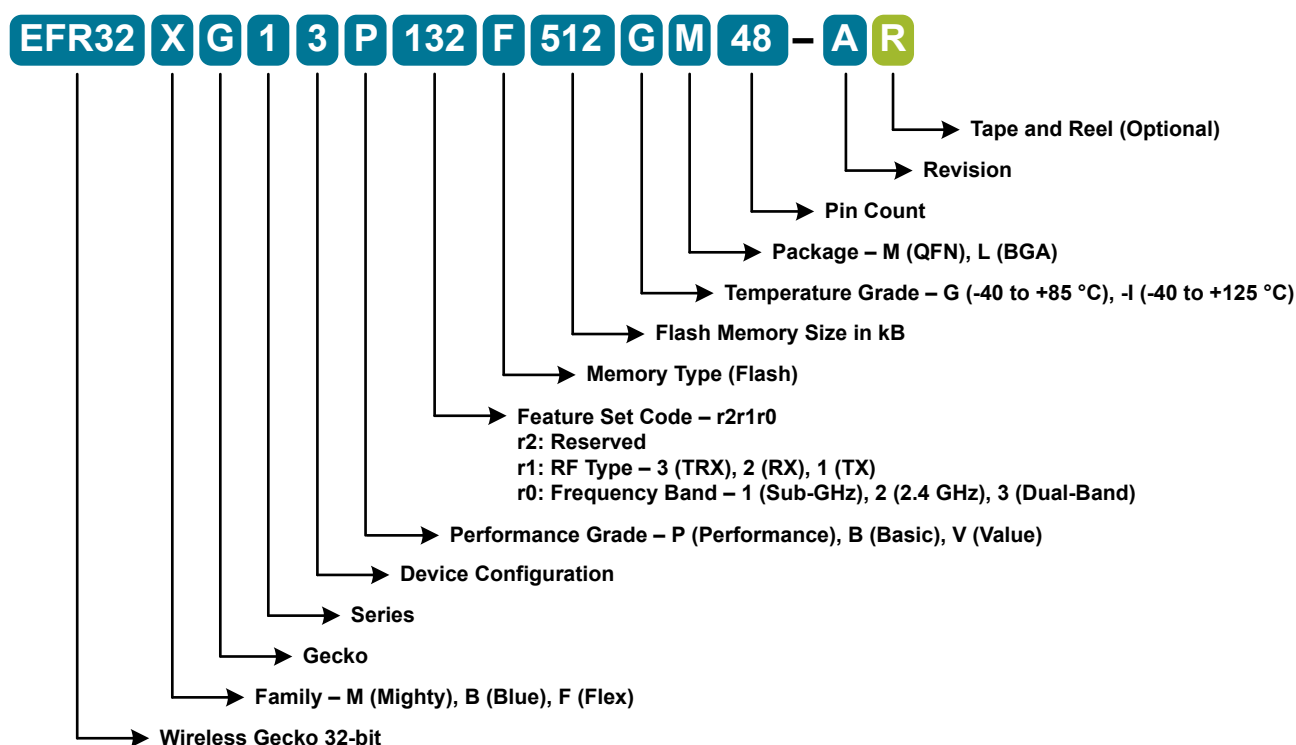 EFR32 X G 1 3 P 132 F 512 G M 48 – A R
Tape and Reel (Optional)
Revision
Pin Count
Package – M (QFN), L (BGA)
Temperature Grade – G (-40 to +85 °C), -I (-40 to +125 °C)
Flash Memory Size in kB
Memory Type (Flash)
Feature Set Code – r2r1r0
r2: Reserved
r1: RF Type – 3 (TRX), 2 (RX), 1 (TX)
r0: Frequency Band – 1 (Sub-GHz), 2 (2.4 GHz), 3 (Dual-Band)
Performance Grade – P (Performance), B (Basic), V (Value)
Device Configuration
Series
Gecko
Family – M (Mighty), B (Blue), F (Flex)
Wireless Gecko 32-bit